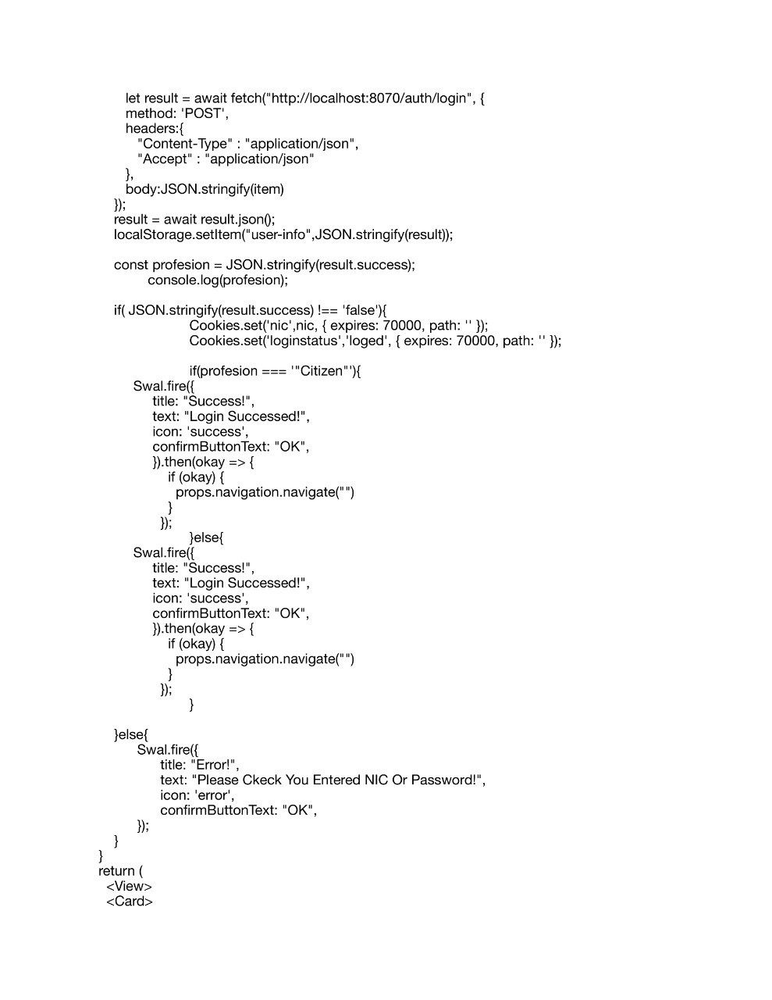 let result = await fetch("http://localhost:8070/auth/login", {
method: 'POST',
headers:{
"Content-Type" : "application/json",
"Accept" : "application/json"
},
body:JSON.stringify(item)
});
result = await result.json();
localStorage.setItem("user-info",JSON.stringify(result));
const profesion = JSON.stringify(result.success);
console.log(profesion);
if( JSON.stringify(result.success) !== 'false'){
Cookies.set('nic',nic, { expires: 70000, path: '' });
Cookies.set('loginstatus','loged', { expires: 70000, path: '' });
if(profesion === '"Citizen"'){
Swal.fire({
title: "Success!",
text: "Login Successed!",
icon: 'success',
confirmButtonText: "OK",
}).then(okay => {
if (okay) {
props.navigation.navigate("")
}
});
}else{
Swal.fire({
title: "Success!",
text: "Login Successed!",
icon: 'success',
confirmButtonText: "OK",
}).then(okay => {
if (okay) {
props.navigation.navigate("")
}
});
}
}else{
Swal.fire({
title: "Error!",
text: "Please Ckeck You Entered NIC Or Password!",
icon: 'error',
confirmButtonText: "OK",
});
}
}
return (
<View>
<Card>